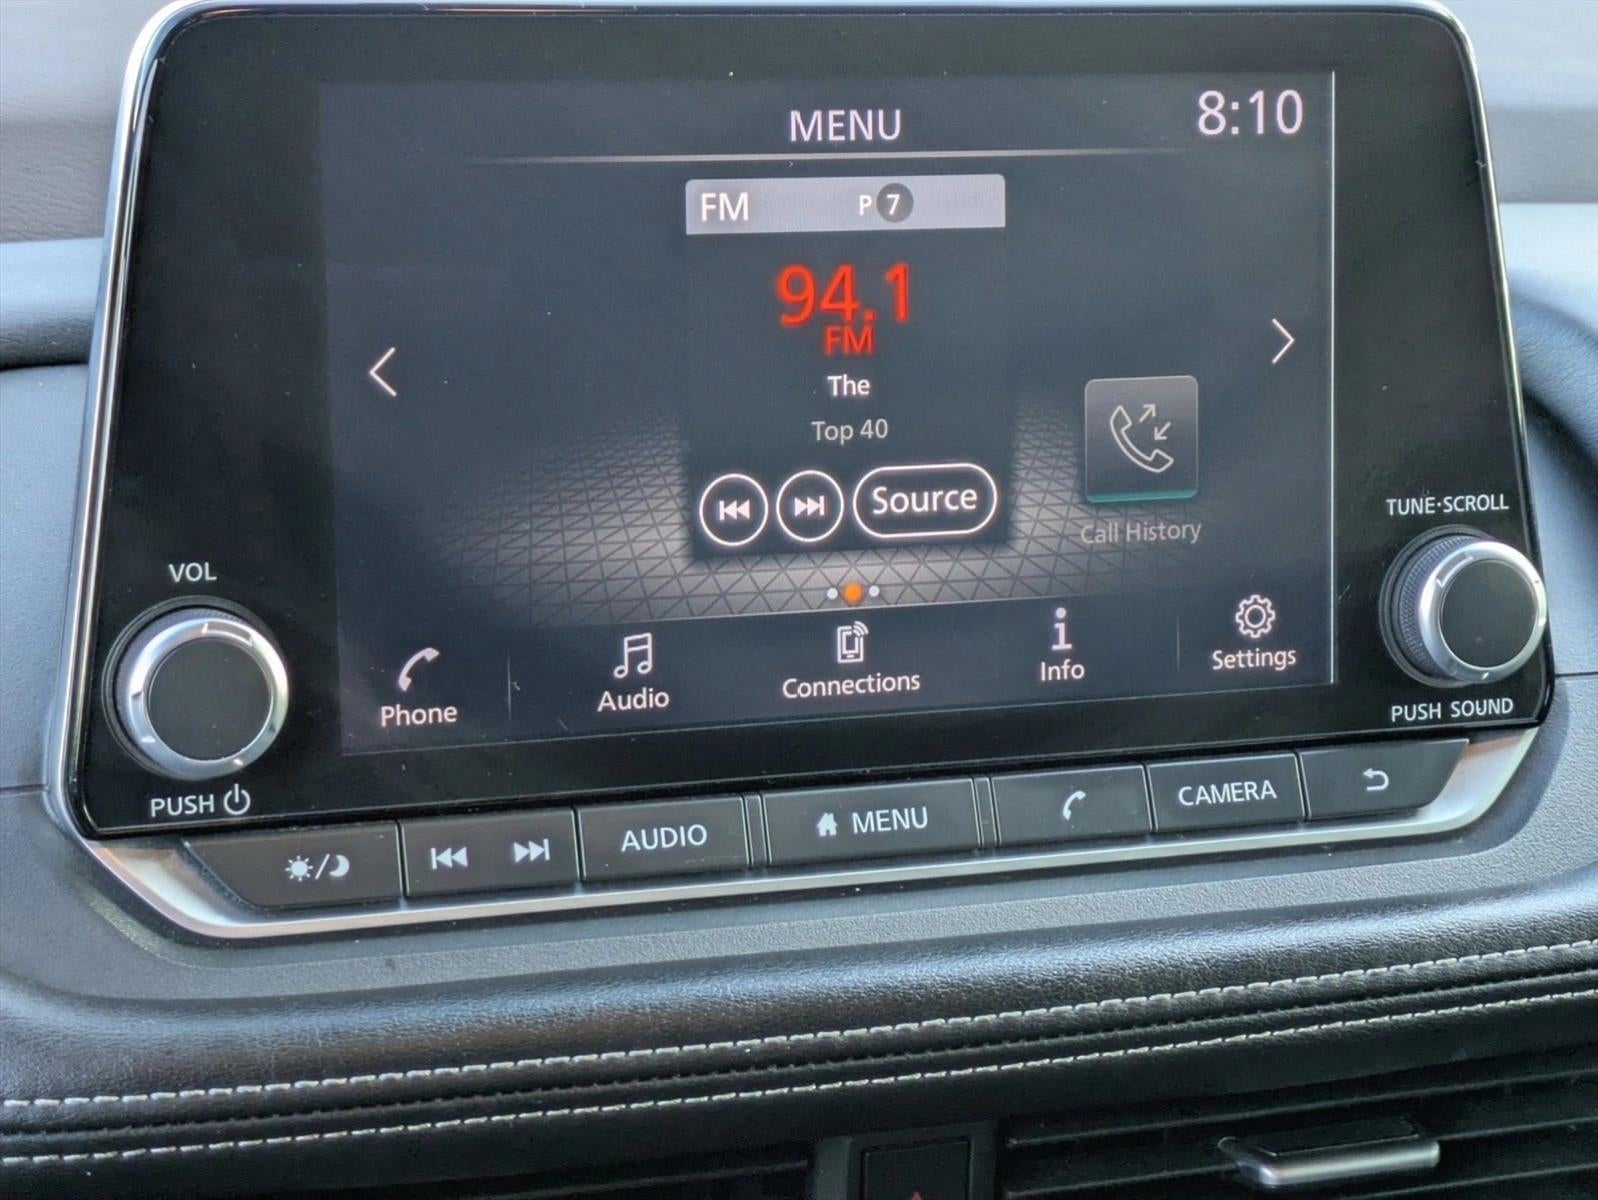 MENU
8:10
FM P 7
94.1
FM
The
Top 40
Source
Call History
TUNE·SCROLL
VOL
Phone
Audio
Connections
Info
Settings
PUSH SOUND
PUSH
AUDIO
MENU
CAMERA